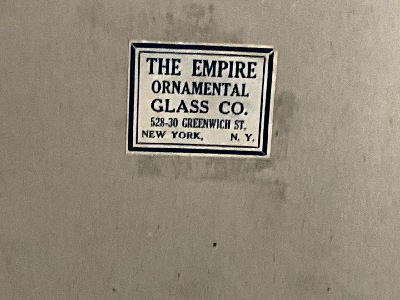 THE EMPIRE
ORNAMENTAL
GLASS CO.
528-30 GREENWICH ST.
NEW YORK, N. Y.